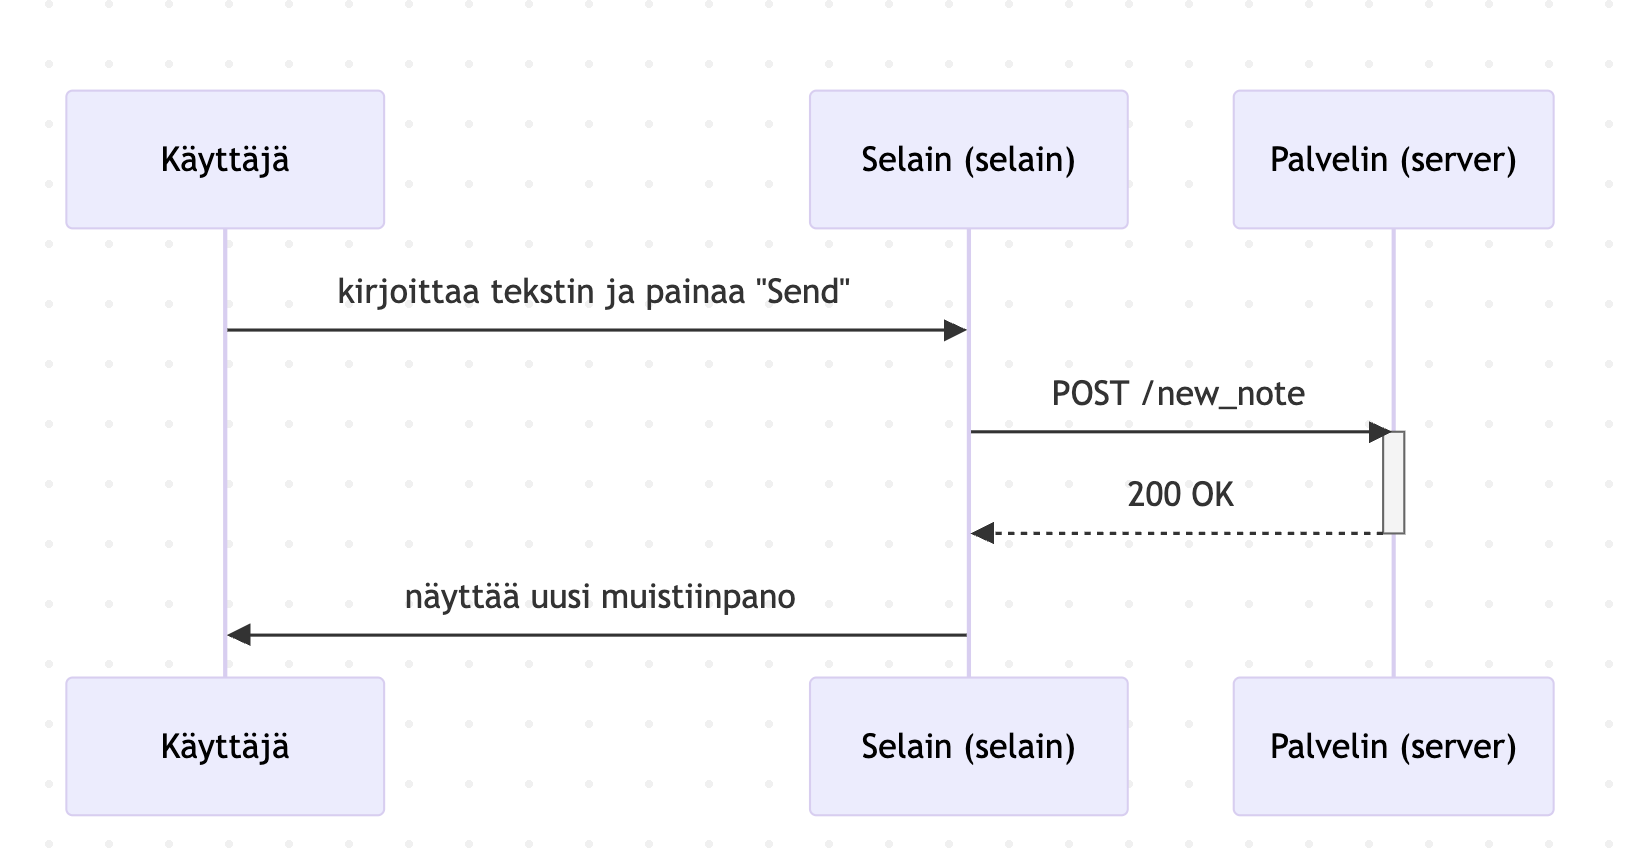 Käyttäjä
Selain (selain)
Palvelin (server)
kirjoittaa tekstin ja painaa "Send"
POST /new_note
200 OK
näyttää uusi muistiinpano
Käyttäjä
Selain (selain)
Palvelin (server)